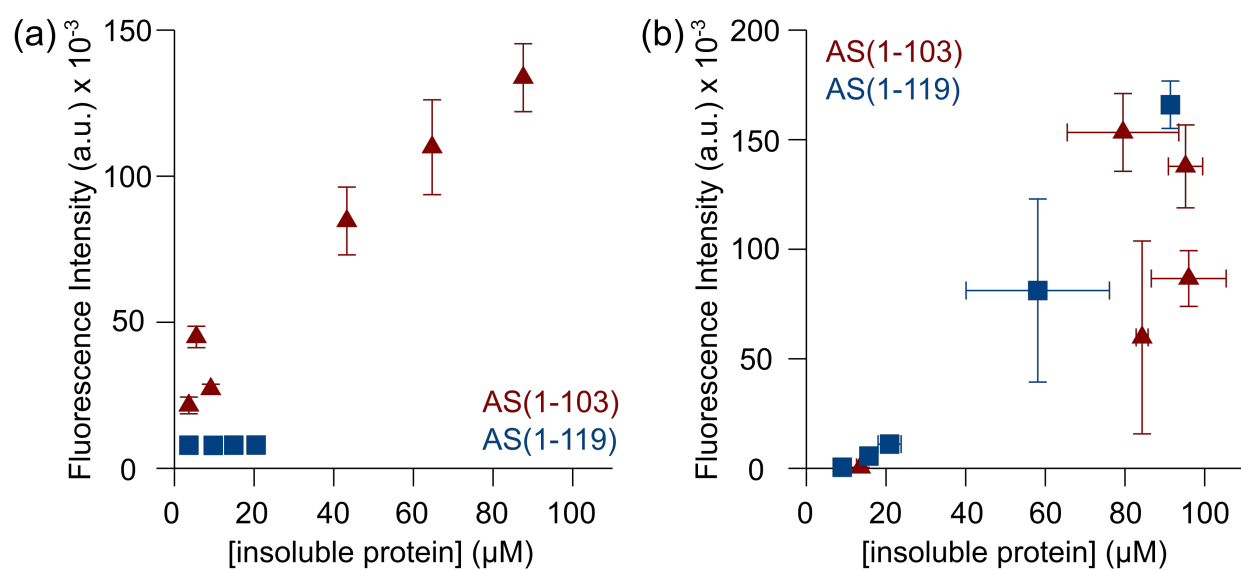 (a)
Fluorescence Intensity (a.u.) x 10⁻³
150
100
50
0
0 20 40 60 80 100
[insoluble protein] (µM)
AS(1-103)
AS(1-119)
(b)
Fluorescence Intensity (a.u.) x 10⁻³
200
150
100
50
0
0 20 40 60 80 100
[insoluble protein] (µM)
AS(1-103)
AS(1-119)